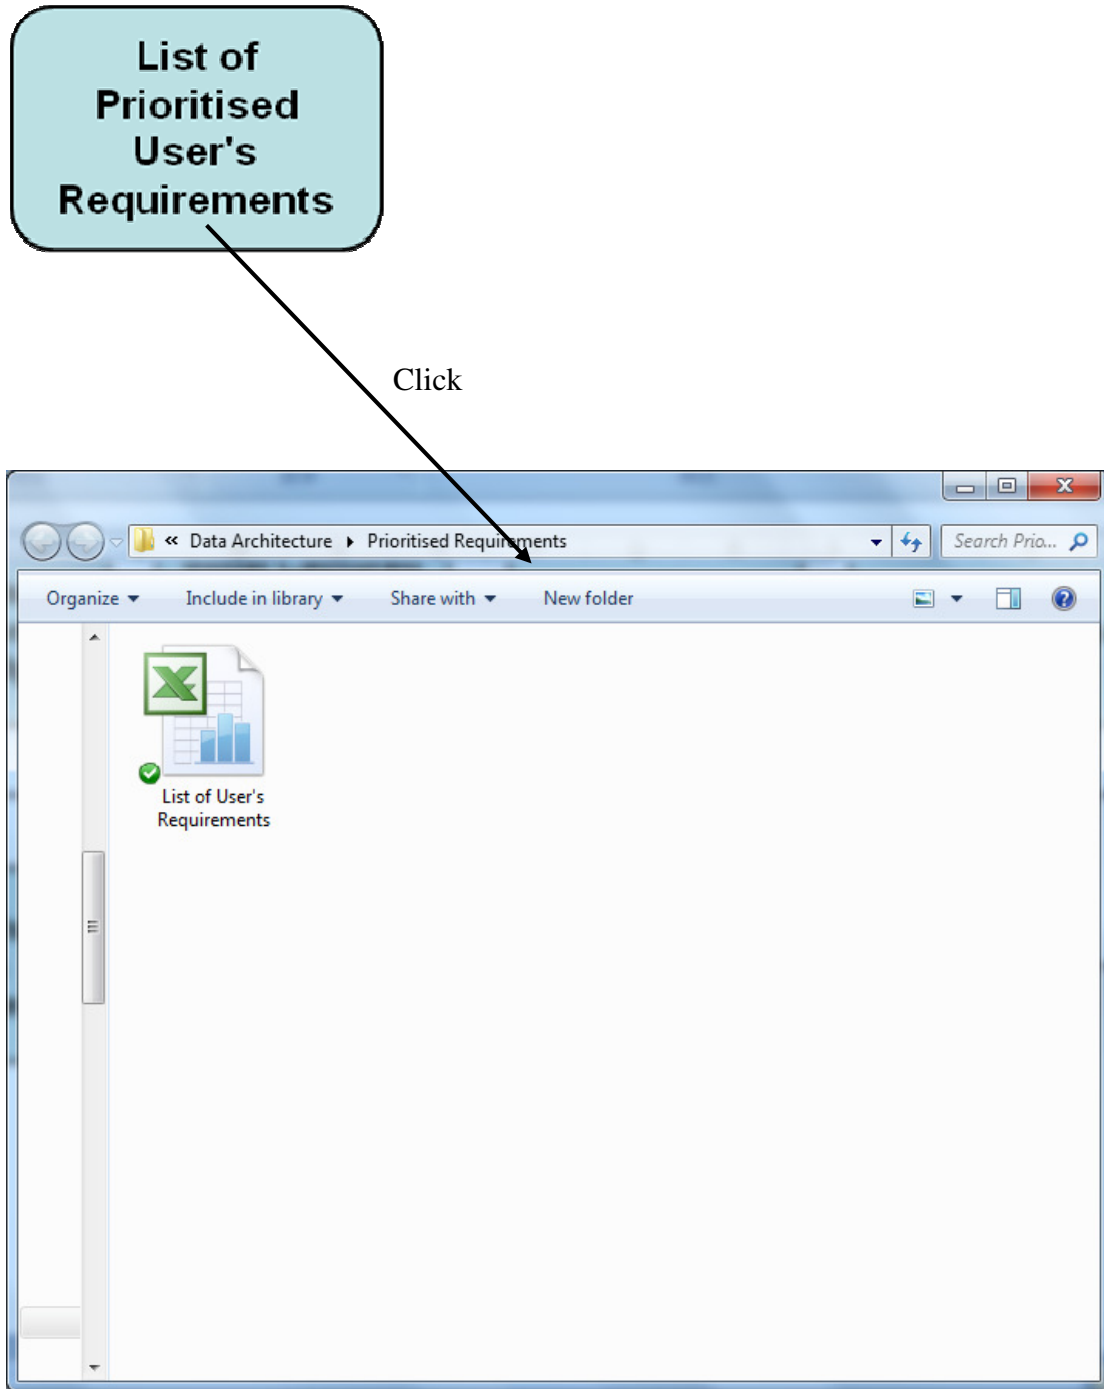 List of
Prioritised
User's
Requirements
Click
« Data Architecture Prioritised Requirements
Search Prio...
Organize Include in library Share with New folder
List of User's
Requirements